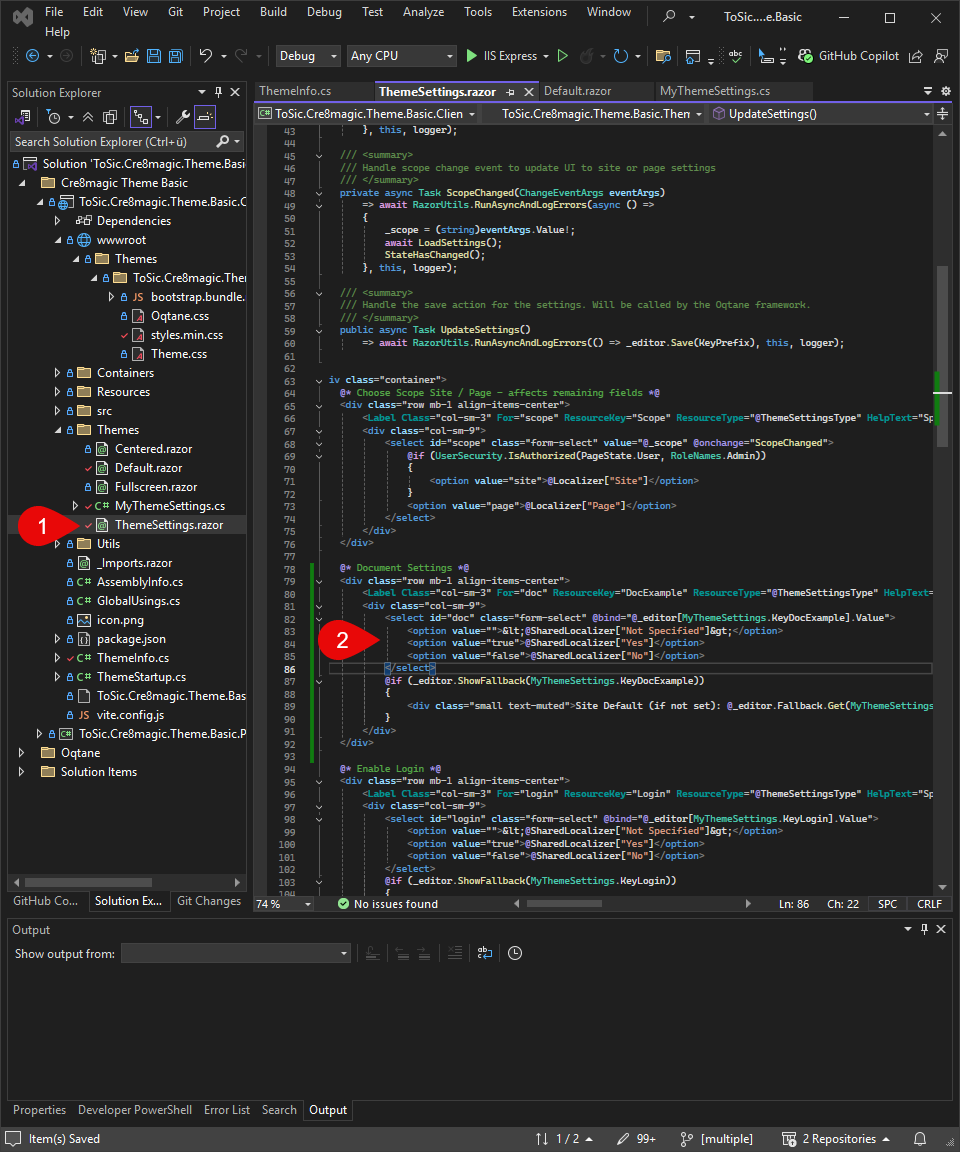 File Edit View Git Project Build Debug Test Analyze Tools Extensions Window ToSic....e.Basic
Help
Debug Any CPU IIS Express GitHub Copilot
Solution Explorer
Search Solution Explorer (Ctrl+ü)
Solution 'ToSic.Cre8magic.Theme.Basi
Cre8magic Theme Basic
ToSic.Cre8magic.Theme.Basic.C
Dependencies
wwwroot
Themes
ToSic.Cre8magic.Ther
JS bootstrap.bundle.
Oqtane.css
styles.min.css
Theme.css
Containers
Resources
src
Themes
Centered.razor
Default.razor
Fullscreen.razor
C# MyThemeSettings.cs
1 ThemeSettings.razor
Utils
_Imports.razor
C# AssemblyInfo.cs
C# GlobalUsings.cs
icon.png
package.json
C# ThemeInfo.cs
C# ThemeStartup.cs
ToSic.Cre8magic.Theme.Bas
JS vite.config.js
C# ToSic.Cre8magic.Theme.Basic.P
Oqtane
Solution Items
GitHub Co... Solution Ex... Git Changes
ThemeInfo.cs ThemeSettings.razor Default.razor MyThemeSettings.cs
C# ToSic.Cre8magic.Theme.Basic.Clien ToSic.Cre8magic.Theme.Basic.Them UpdateSettings()
43 }, this, logger);
44
45 /// <summary>
46 /// Handle scope change event to update UI to site or page settings
47 /// </summary>
48 private async Task ScopeChanged(ChangeEventArgs eventArgs)
49 => await RazorUtils.RunAsyncAndLogErrors(async () =>
50 {
51 _scope = (string)eventArgs.Value!;
52 await LoadSettings();
53 StateHasChanged();
54 }, this, logger);
55
56 /// <summary>
57 /// Handle the save action for the settings. Will be called by the Oqtane framework.
58 /// </summary>
59 public async Task UpdateSettings()
60 => await RazorUtils.RunAsyncAndLogErrors(() => _editor.Save(KeyPrefix), this, logger);
61
62
63 iv class="container">
64 @* Choose Scope Site / Page - affects remaining fields *@
65 <div class="row mb-1 align-items-center">
66 <Label Class="col-sm-3" For="scope" ResourceKey="Scope" ResourceType="@ThemeSettingsType" HelpText="Sp
67 <div class="col-sm-9">
68 <select id="scope" class="form-select" value="@_scope" @onchange="ScopeChanged">
69 @if (UserSecurity.IsAuthorized(PageState.User, RoleNames.Admin))
70 {
71 <option value="site">@Localizer["Site"]</option>
72 }
73 <option value="page">@Localizer["Page"]</option>
74 </select>
75 </div>
76 </div>
77
78 @* Document Settings *@
79 <div class="row mb-1 align-items-center">
80 <Label Class="col-sm-3" For="doc" ResourceKey="DocExample" ResourceType="@ThemeSettingsType" HelpText=
81 <div class="col-sm-9">
82 <select id="doc" class="form-select" @bind="@_editor[MyThemeSettings.KeyDocExample].Value">
83 <option value="">&lt;@SharedLocalizer["Not Specified"]&gt;</option>
84 2 <option value="true">@SharedLocalizer["Yes"]</option>
85 <option value="false">@SharedLocalizer["No"]</option>
86 </select>
87 @if (_editor.ShowFallback(MyThemeSettings.KeyDocExample))
88 {
89 <div class="small text-muted">Site Default (if not set): @_editor.Fallback.Get(MyThemeSettings
90 }
91 </div>
92 </div>
93
94 @* Enable Login *@
95 <div class="row mb-1 align-items-center">
96 <Label Class="col-sm-3" For="login" ResourceKey="Login" ResourceType="@ThemeSettingsType" HelpText="Sp
97 <div class="col-sm-9">
98 <select id="login" class="form-select" @bind="@_editor[MyThemeSettings.KeyLogin].Value">
99 <option value="">&lt;@SharedLocalizer["Not Specified"]&gt;</option>
100 <option value="true">@SharedLocalizer["Yes"]</option>
101 <option value="false">@SharedLocalizer["No"]</option>
102 </select>
103 @if (_editor.ShowFallback(MyThemeSettings.KeyLogin))
104 {
74 % No issues found Ln: 86 Ch: 22 SPC CRLF
Output
Show output from:
Properties Developer PowerShell Error List Search Output
Item(s) Saved 1 / 2 99+ [multiple] 2 Repositories